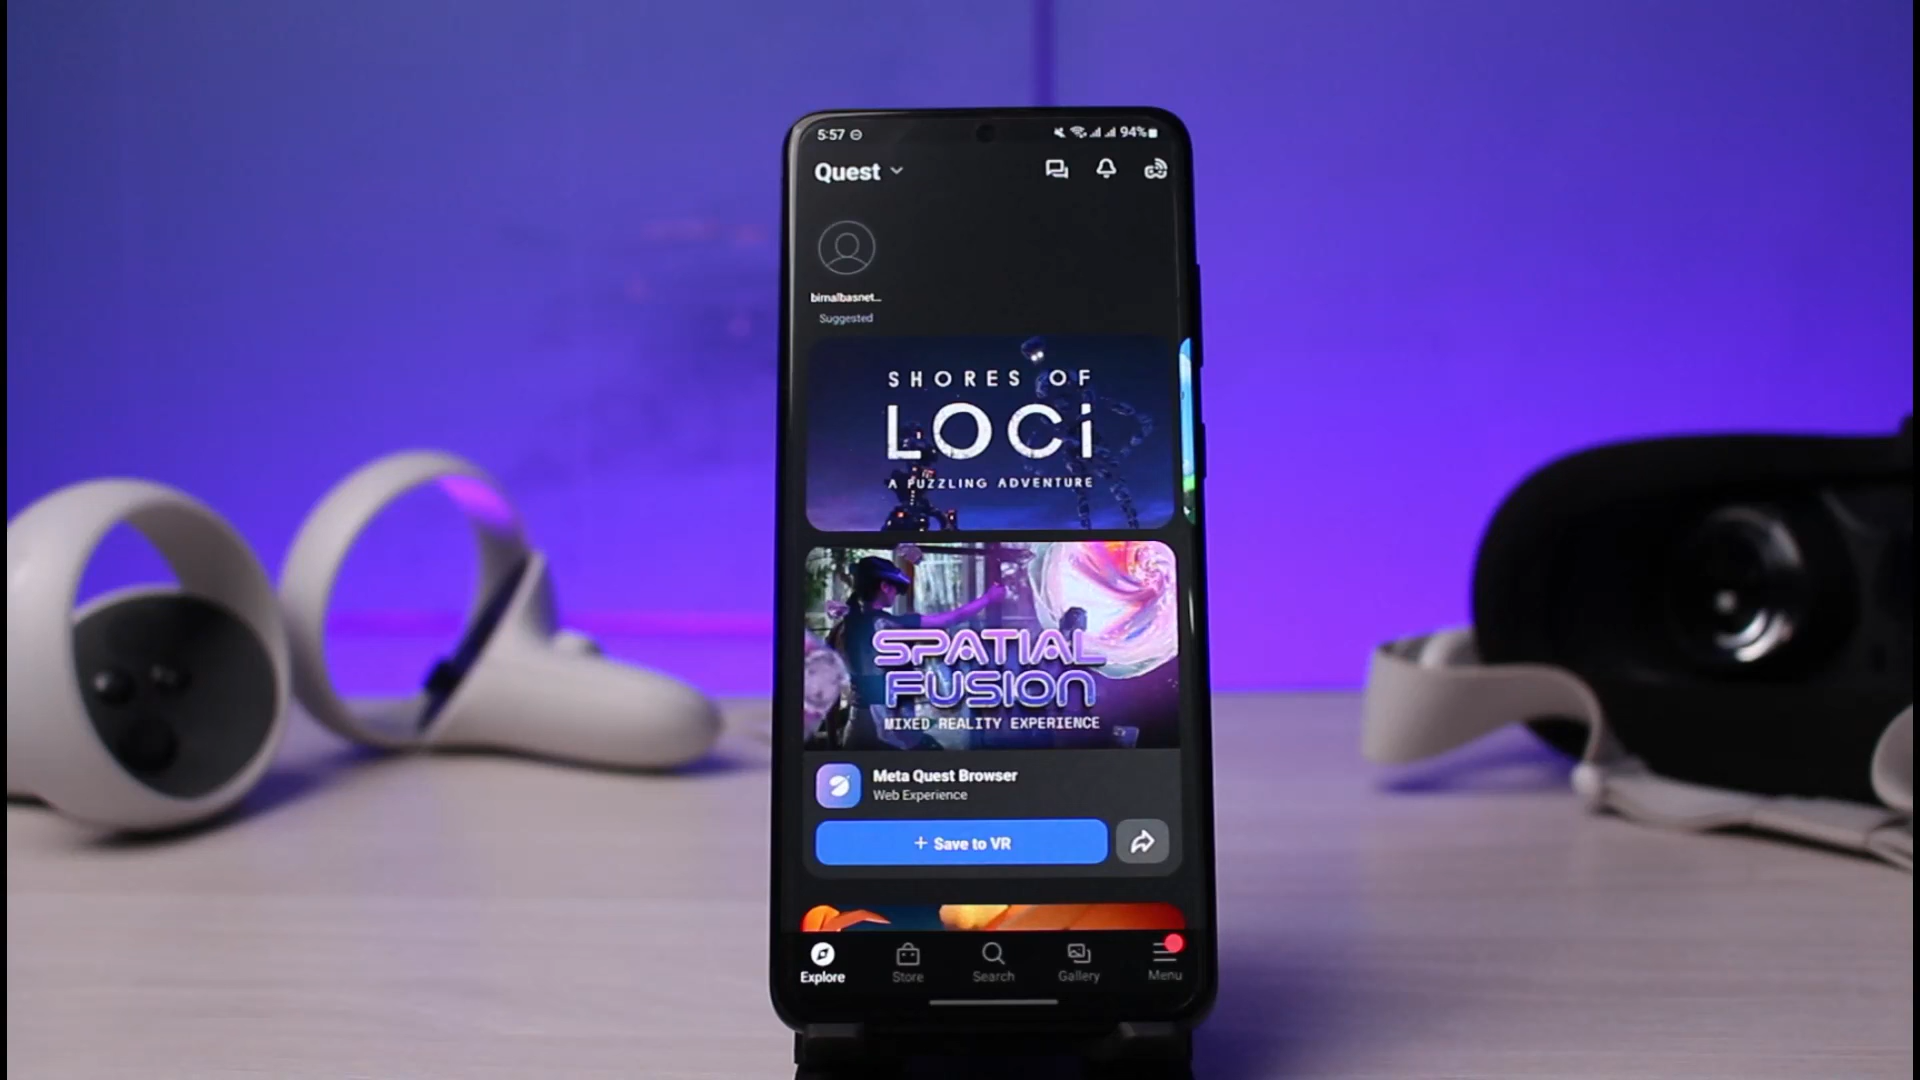 5:57
94%
Quest
birnalbasnet...
Suggested
SHORES OF
LOCi
A PUZZLING ADVENTURE
SPATIAL
FUSION
MIXED REALITY EXPERIENCE
Meta Quest Browser
Web Experience
+ Save to VR
Explore
Store
Search
Gallery
Menu